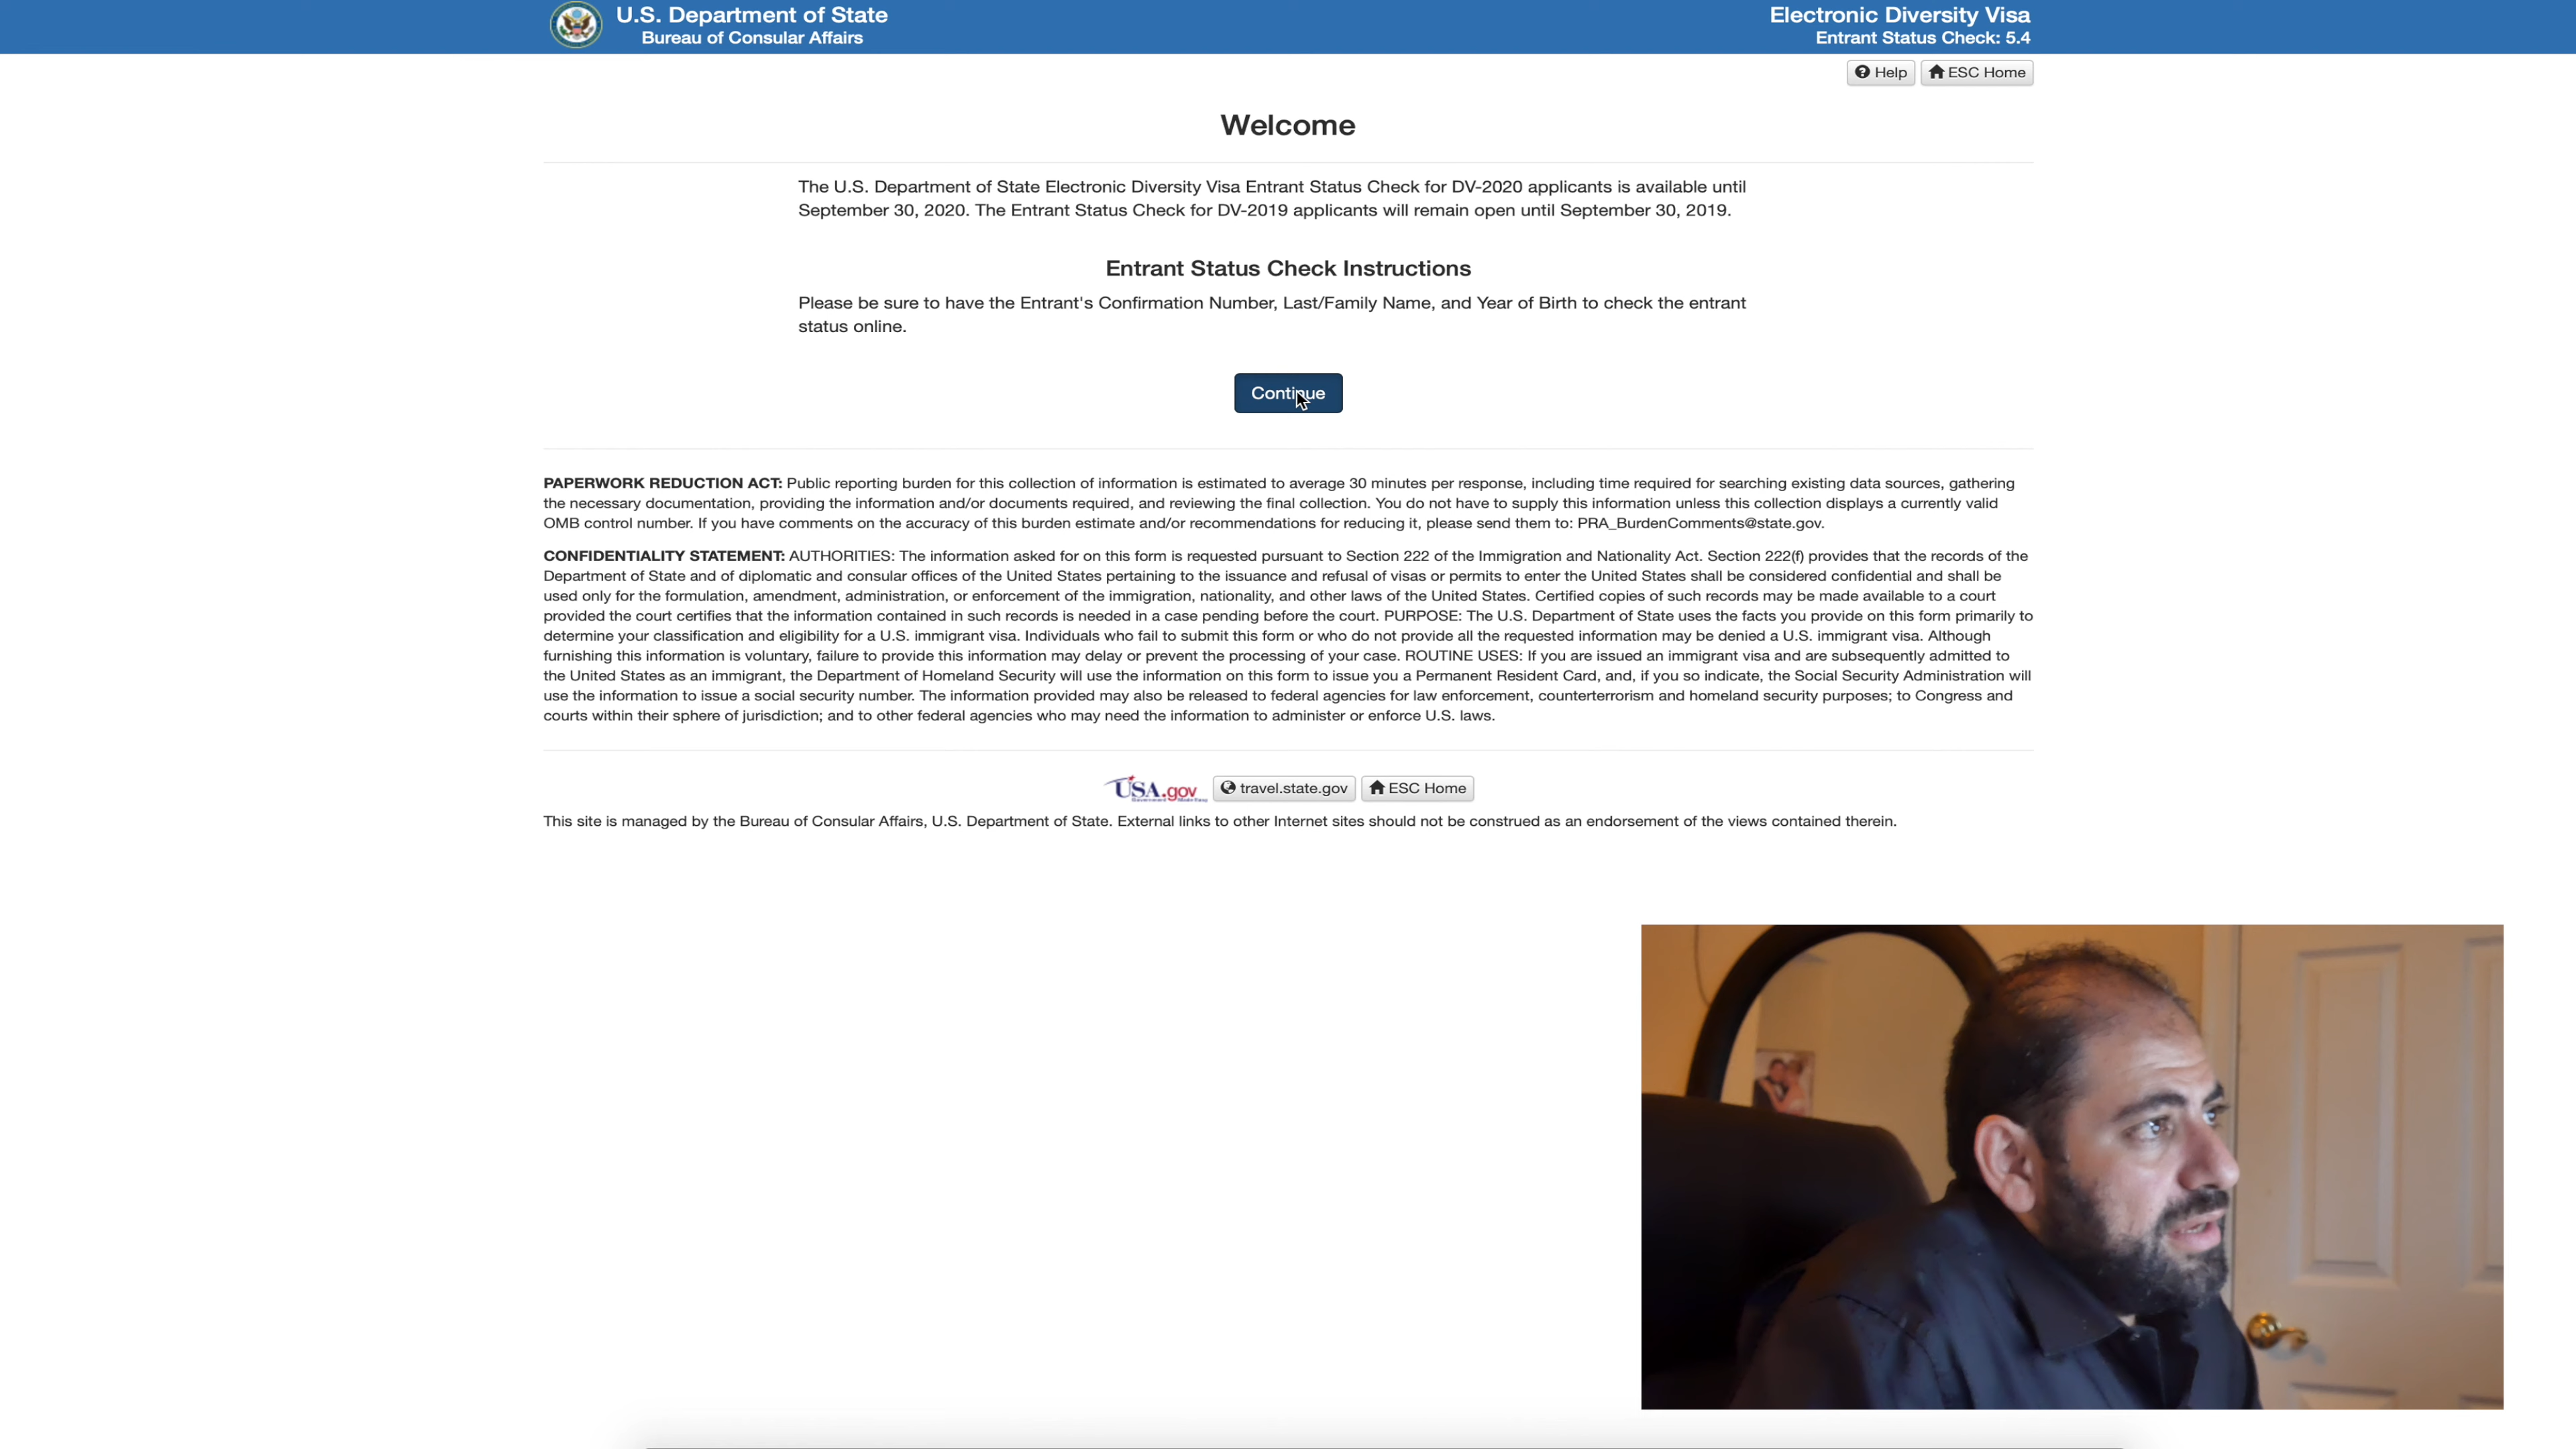 U.S. Department of State
Bureau of Consular Affairs
Electronic Diversity Visa
Entrant Status Check: 5.4
Help
ESC Home
Welcome
The U.S. Department of State Electronic Diversity Visa Entrant Status Check for DV-2020 applicants is available until
September 30, 2020. The Entrant Status Check for DV-2019 applicants will remain open until September 30, 2019.
Entrant Status Check Instructions
Please be sure to have the Entrant's Confirmation Number, Last/Family Name, and Year of Birth to check the entrant
status online.
Continue
PAPERWORK REDUCTION ACT: Public reporting burden for this collection of information is estimated to average 30 minutes per response, including time required for searching existing data sources, gathering
the necessary documentation, providing the information and/or documents required, and reviewing the final collection. You do not have to supply this information unless this collection displays a currently valid
OMB control number. If you have comments on the accuracy of this burden estimate and/or recommendations for reducing it, please send them to: PRA_BurdenComments@state.gov.
CONFIDENTIALITY STATEMENT: AUTHORITIES: The information asked for on this form is requested pursuant to Section 222 of the Immigration and Nationality Act. Section 222(f) provides that the records of the
Department of State and of diplomatic and consular offices of the United States pertaining to the issuance and refusal of visas or permits to enter the United States shall be considered confidential and shall be
used only for the formulation, amendment, administration, or enforcement of the immigration, nationality, and other laws of the United States. Certified copies of such records may be made available to a court
provided the court certifies that the information contained in such records is needed in a case pending before the court. PURPOSE: The U.S. Department of State uses the facts you provide on this form primarily to
determine your classification and eligibility for a U.S. immigrant visa. Individuals who fail to submit this form or who do not provide all the requested information may be denied a U.S. immigrant visa. Although
furnishing this information is voluntary, failure to provide this information may delay or prevent the processing of your case. ROUTINE USES: If you are issued an immigrant visa and are subsequently admitted to
the United States as an immigrant, the Department of Homeland Security will use the information on this form to issue you a Permanent Resident Card, and, if you so indicate, the Social Security Administration will
use the information to issue a social security number. The information provided may also be released to federal agencies for law enforcement, counterterrorism and homeland security purposes; to Congress and
courts within their sphere of jurisdiction; and to other federal agencies who may need the information to administer or enforce U.S. laws.
USA.gov
travel.state.gov
ESC Home
This site is managed by the Bureau of Consular Affairs, U.S. Department of State. External links to other Internet sites should not be construed as an endorsement of the views contained therein.